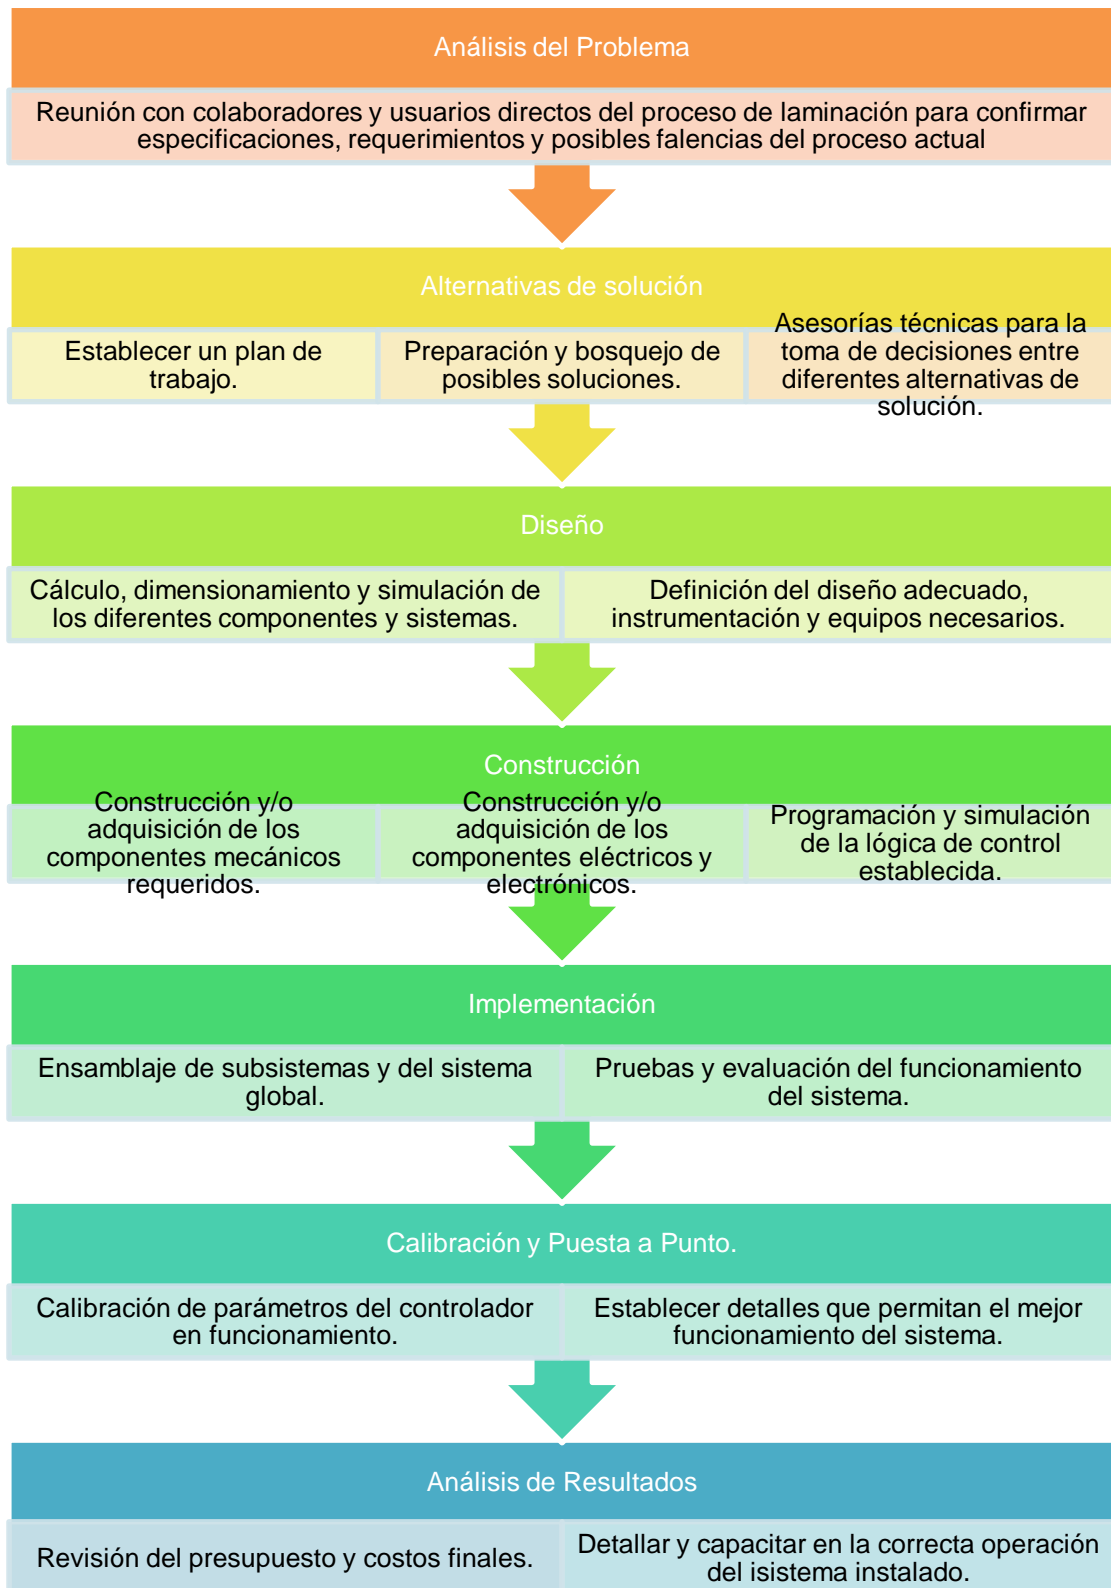 Análisis del Problema
Reunión con colaboradores y usuarios directos del proceso de laminación para confirmar
especificaciones, requerimientos y posibles falencias del proceso actual
Alternativas de solución
Establecer un plan de
trabajo.
Preparación y bosquejo de
posibles soluciones.
Asesorías técnicas para la
toma de decisiones entre
diferentes alternativas de
solución.
Diseño
Cálculo, dimensionamiento y simulación de
los diferentes componentes y sistemas.
Definición del diseño adecuado,
instrumentación y equipos necesarios.
Construcción
Construcción y/o
adquisición de los
componentes mecánicos
requeridos.
Construcción y/o
adquisición de los
componentes eléctricos y
electrónicos.
Programación y simulación
de la lógica de control
establecida.
Implementación
Ensamblaje de subsistemas y del sistema
global.
Pruebas y evaluación del funcionamiento
del sistema.
Calibración y Puesta a Punto.
Calibración de parámetros del controlador
en funcionamiento.
Establecer detalles que permitan el mejor
funcionamiento del sistema.
Análisis de Resultados
Revisión del presupuesto y costos finales.
Detallar y capacitar en la correcta operación
del isistema instalado.